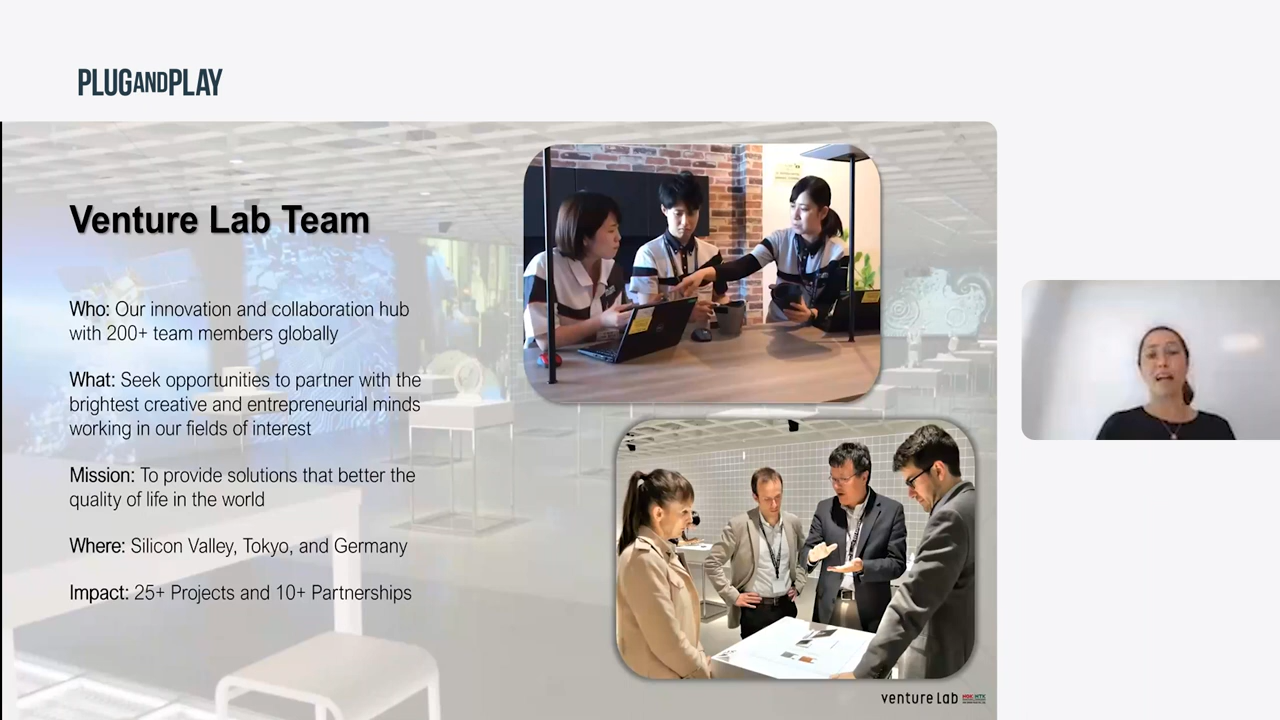 PLUGANDPLAY
Venture Lab Team
Who: Our innovation and collaboration hub
with 200+ team members globally
What: Seek opportunities to partner with the
brightest creative and entrepreneurial minds
working in our fields of interest
Mission: To provide solutions that better the
quality of life in the world
Where: Silicon Valley, Tokyo, and Germany
Impact: 25+ Projects and 10+ Partnerships
venture lab